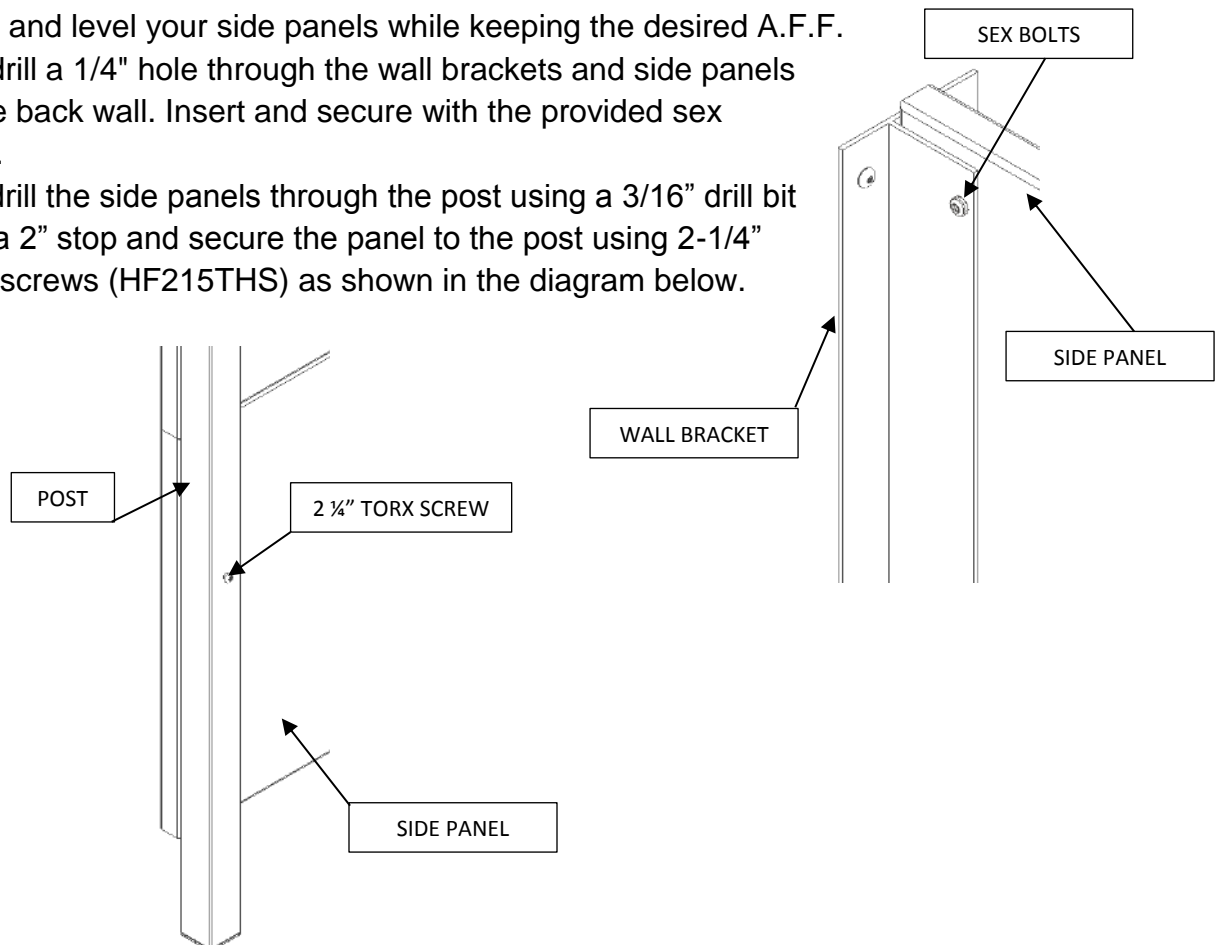 and level your side panels while keeping the desired A.F.F.
drill a 1/4" hole through the wall brackets and side panels
e back wall. Insert and secure with the provided sex
.
drill the side panels through the post using a 3/16” drill bit
a 2” stop and secure the panel to the post using 2-1/4”
screws (HF215THS) as shown in the diagram below.
SEX BOLTS
SIDE PANEL
WALL BRACKET
POST
2 ¼” TORX SCREW
SIDE PANEL